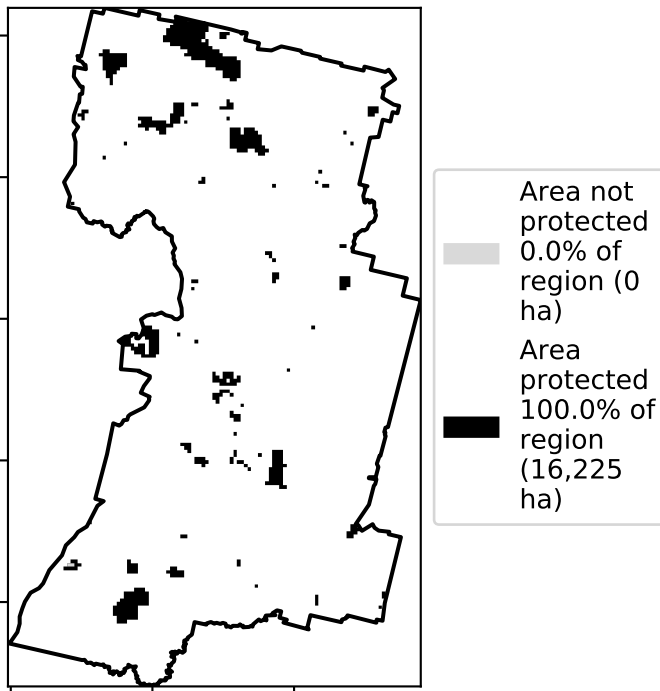 Area not
protected
0.0% of
region (0
ha)
Area
protected
100.0% of
region
(16,225
ha)